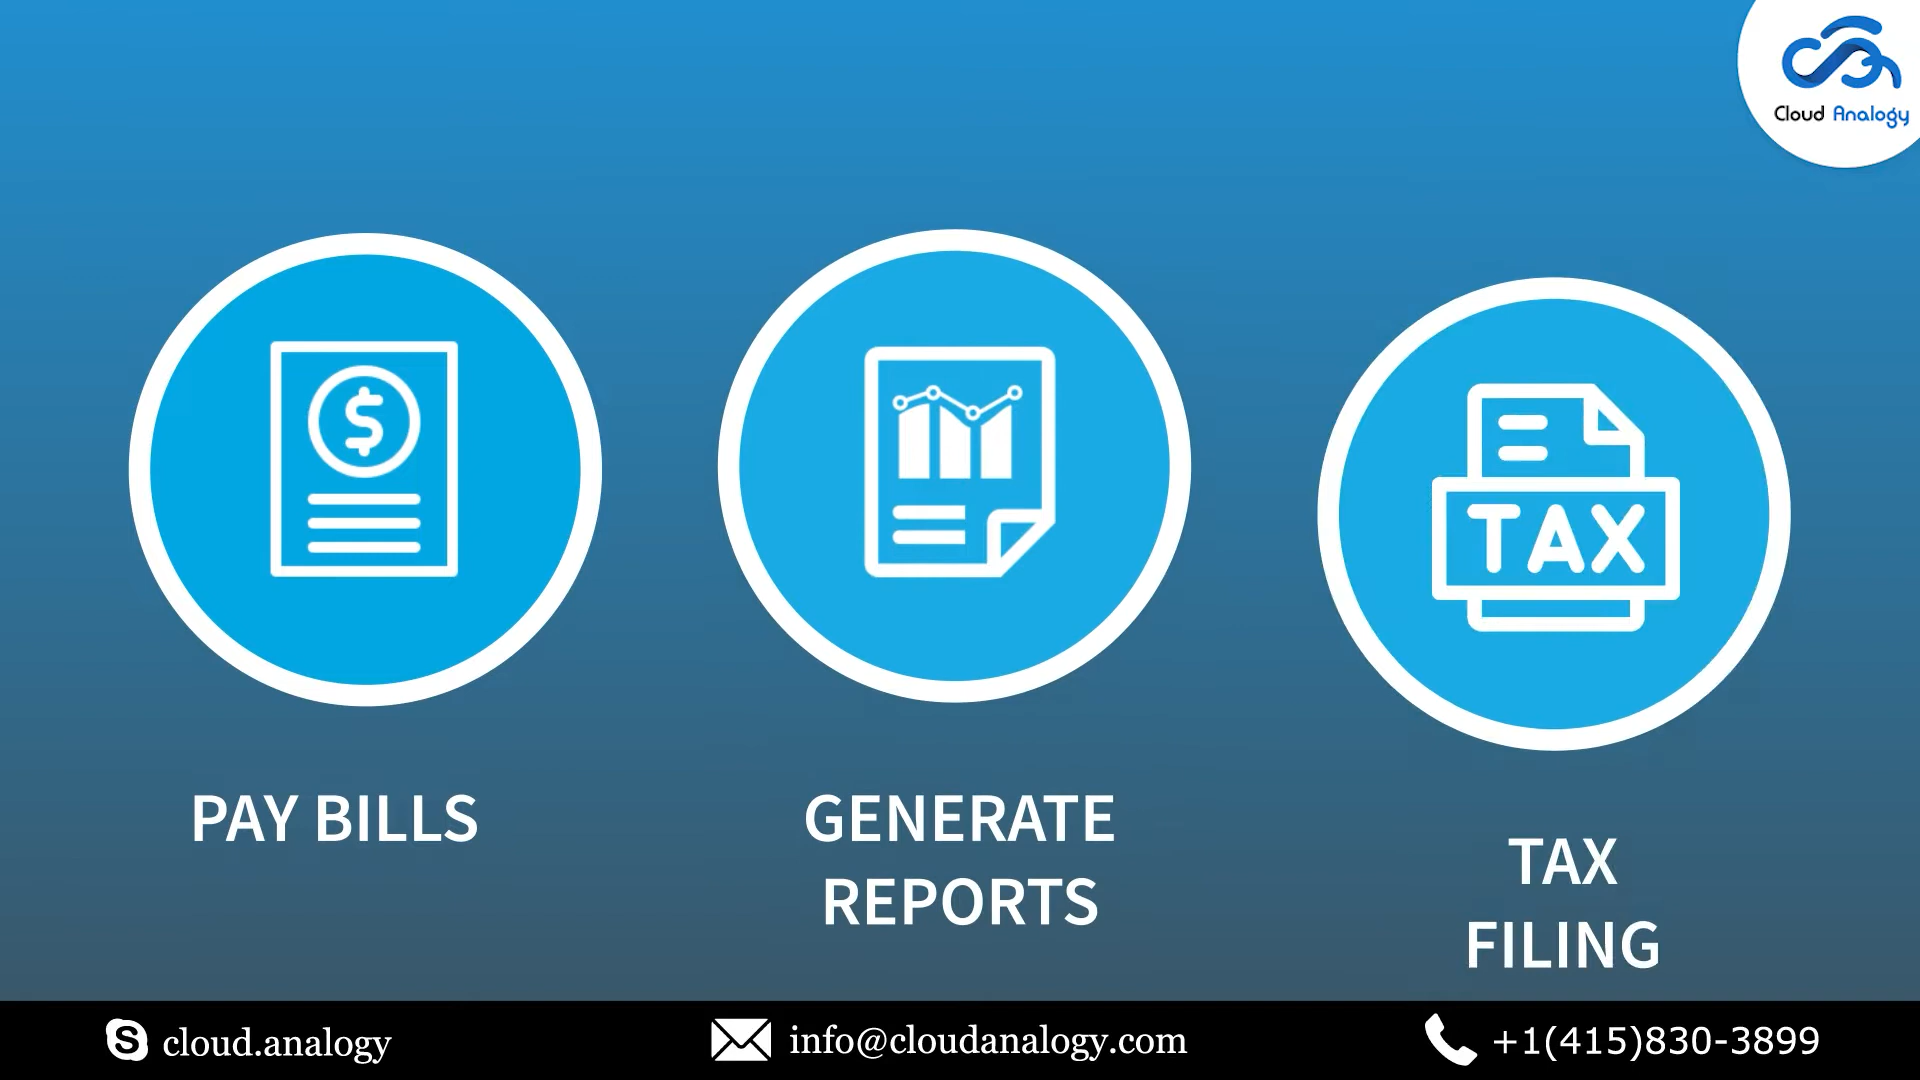 Cloud Analogy
$
TAX
PAY BILLS
GENERATE
REPORTS
TAX
FILING
cloud.analogy
info@cloudanalogy.com
+1(415)830-3899